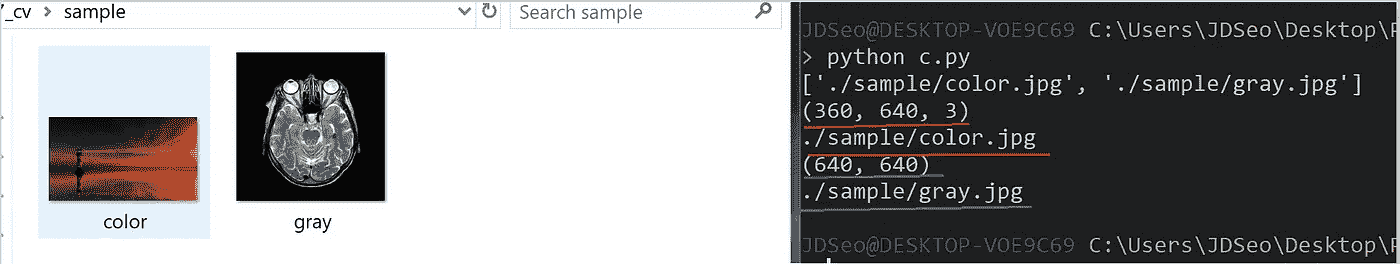 _cv > sample
Search sample
color
gray
JDSeo@DESKTOP-VOE9C69 C:\Users\JDSeo\Desktop\
> python c.py
['./sample/color.jpg', './sample/gray.jpg']
(360, 640, 3)
./sample/color.jpg
(640, 640)
./sample/gray.jpg
JDSeo@DESKTOP-VOE9C69 C:\Users\JDSeo\Desktop\